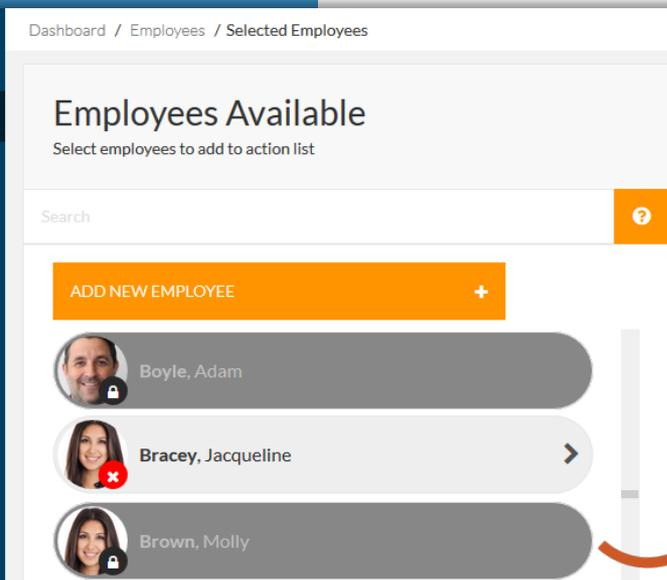 Dashboard / Employees / Selected Employees
Employees Available
Select employees to add to action list
Search
ADD NEW EMPLOYEE +
Boyle, Adam
Bracey, Jacqueline
Brown, Molly